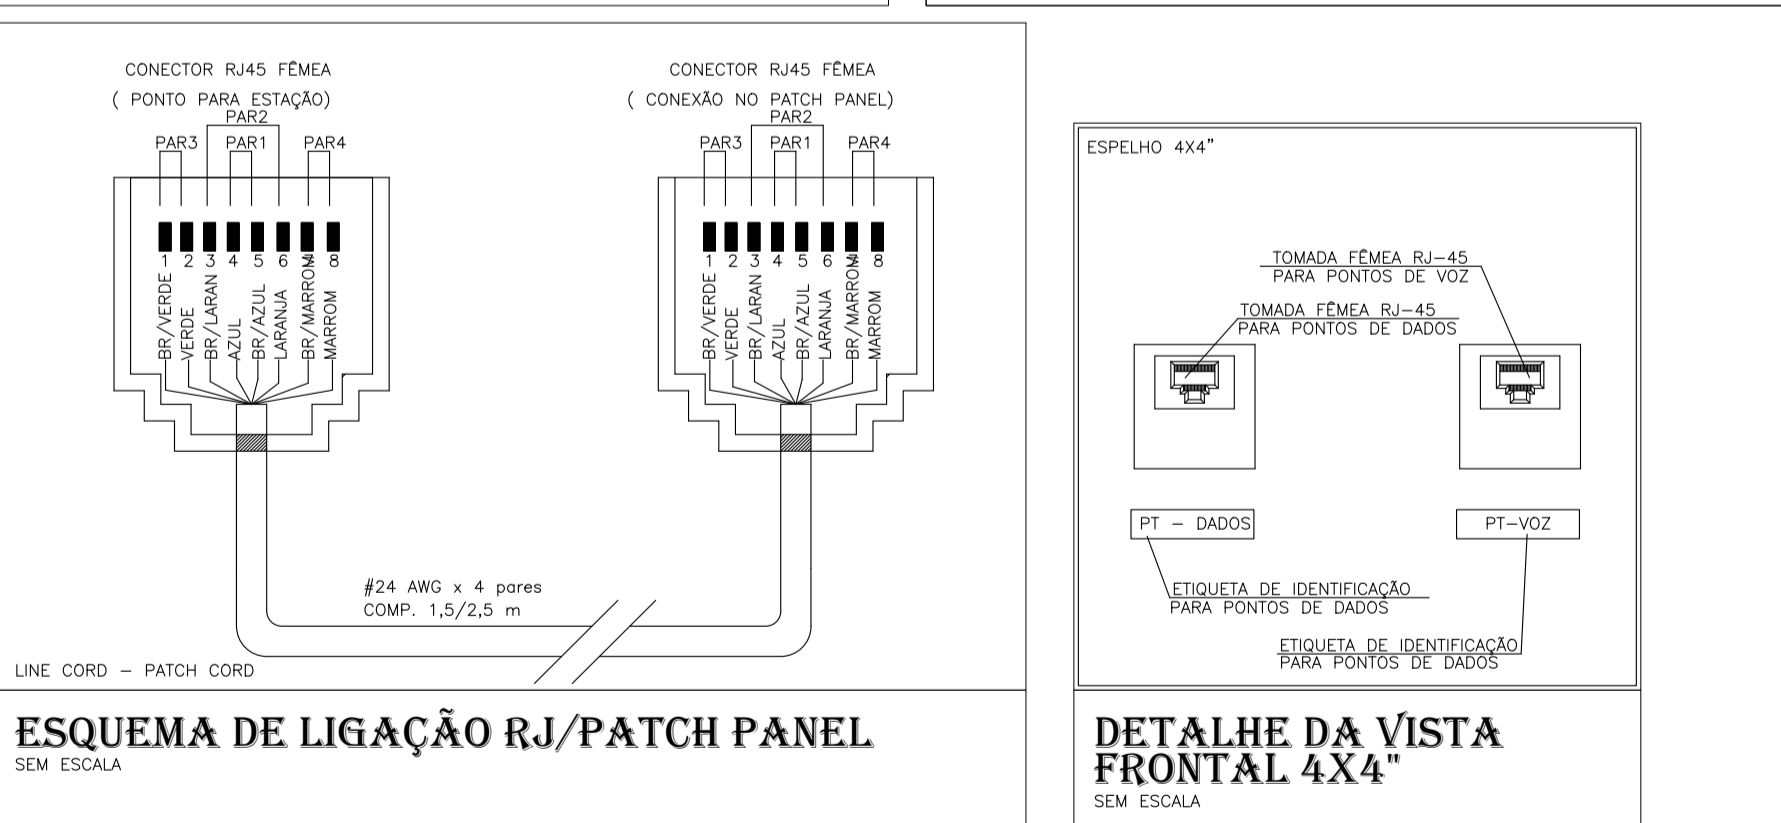 CONECTOR RJ45 FÊMEA
( PONTO PARA ESTAÇÃO)
PAR2
PAR3 PAR1 PAR4
1 2 3 4 5 6 7 8
BR/VERDE
VERDE
BR/LARAN
AZUL
BR/AZUL
LARANJA
BR/MARROM
MARROM
CONECTOR RJ45 FÊMEA
( CONEXÃO NO PATCH PANEL)
PAR2
PAR3 PAR1 PAR4
1 2 3 4 5 6 7 8
BR/VERDE
VERDE
BR/LARAN
AZUL
BR/AZUL
LARANJA
BR/MARROM
MARROM
#24 AWG x 4 pares
COMP. 1,5/2,5 m
LINE CORD – PATCH CORD
ESQUEMA DE LIGAÇÃO RJ/PATCH PANEL
SEM ESCALA
ESPELHO 4X4"
TOMADA FÊMEA RJ–45
PARA PONTOS DE VOZ
TOMADA FÊMEA RJ–45
PARA PONTOS DE DADOS
PT – DADOS
PT–VOZ
ETIQUETA DE IDENTIFICAÇÃO
PARA PONTOS DE DADOS
ETIQUETA DE IDENTIFICAÇÃO
PARA PONTOS DE DADOS
DETALHE DA VISTA
FRONTAL 4X4"
SEM ESCALA